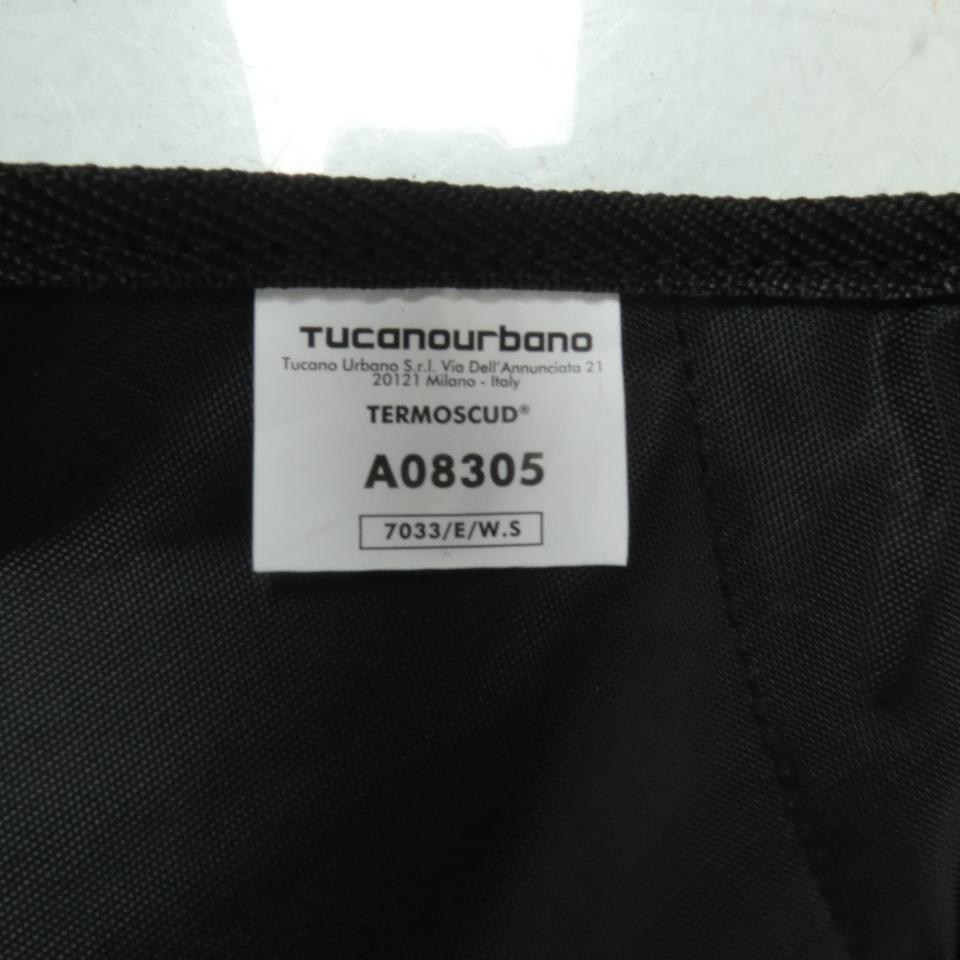 Tucanourbano
Tucano Urbano S.r.l. Via Dell'Annunciata 21
20121 Milano - Italy
TERMOSCUD®
A08305
7033/E/W.S